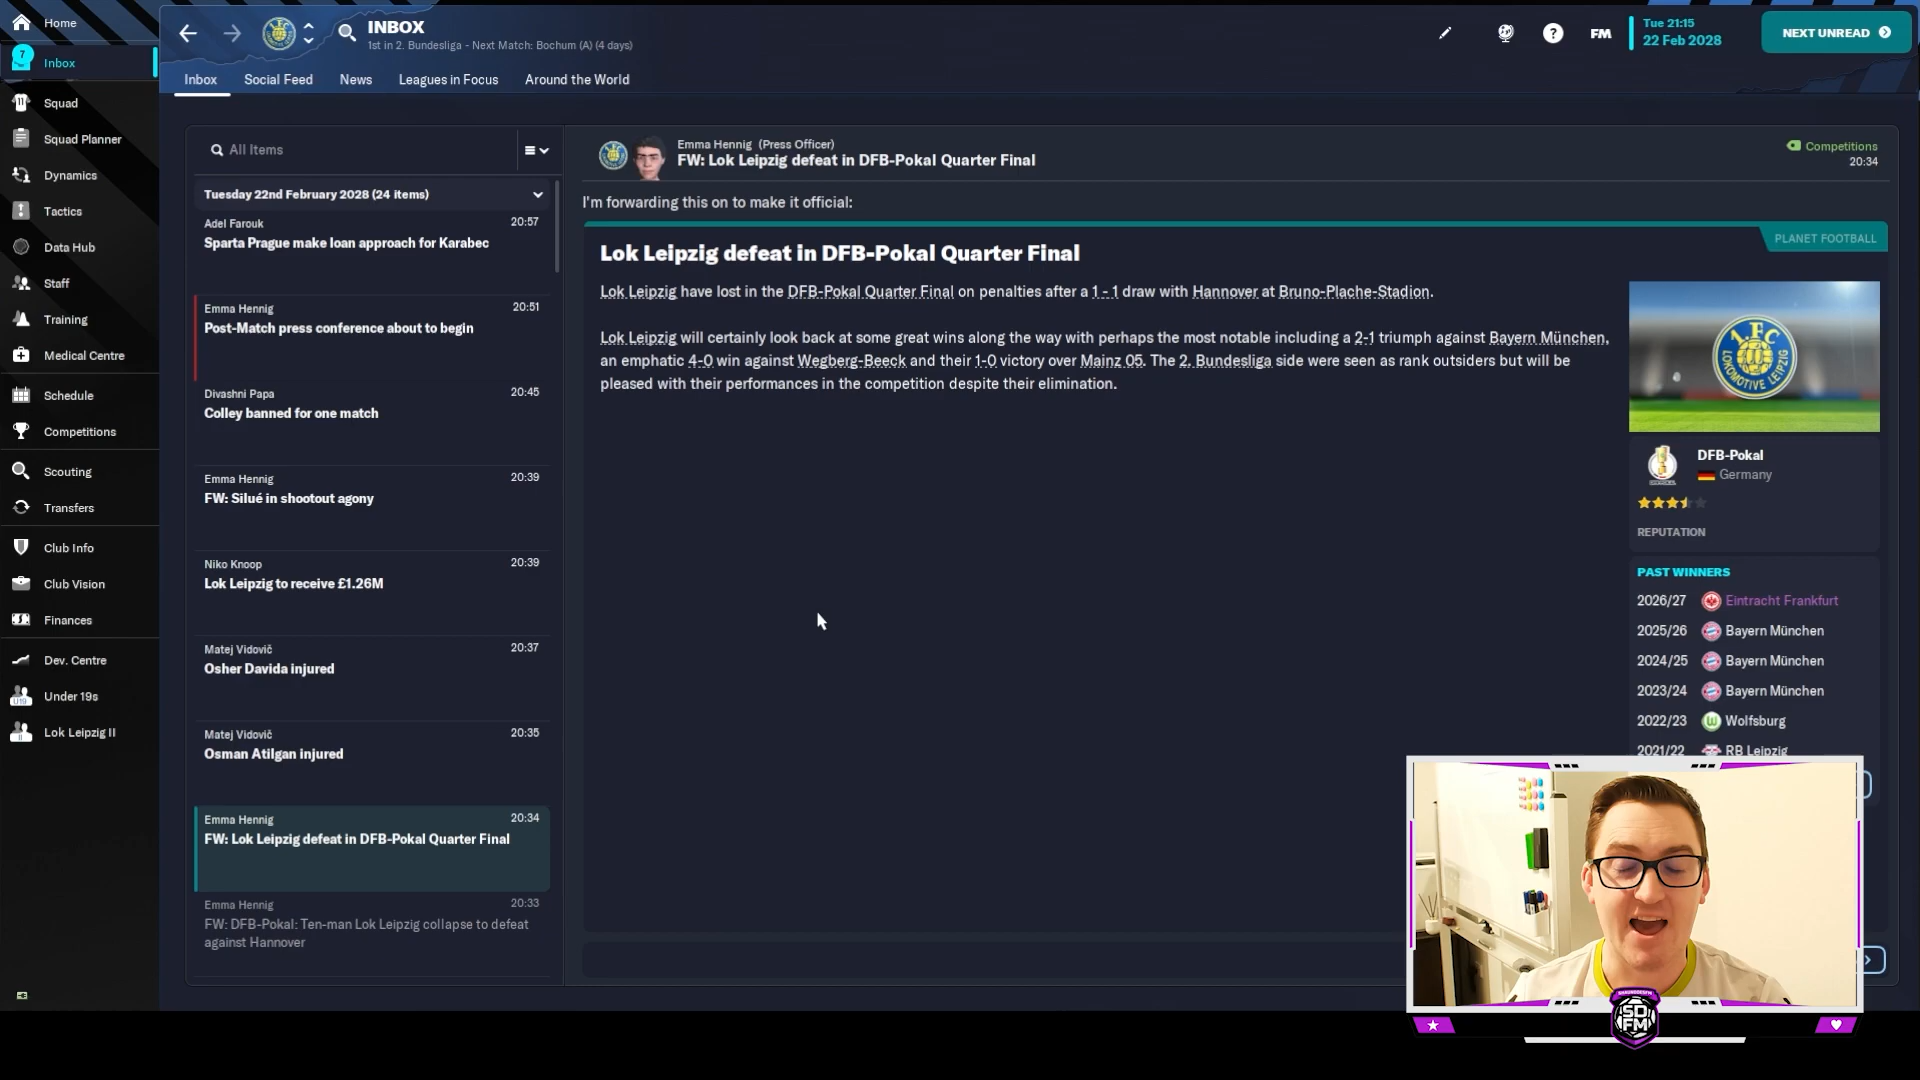 Home
7
Inbox
Squad
Squad Planner
Dynamics
Tactics
Data Hub
Staff
Training
Medical Centre
Schedule
Competitions
Scouting
Transfers
Club Info
Club Vision
Finances
Dev. Centre
U19
Under 19s
II
Lok Leipzig II
INBOX
1st in 2. Bundesliga - Next Match: Bochum (A) (4 days)
?
FM
Tue 21:15
22 Feb 2028
NEXT UNREAD
Inbox
Social Feed
News
Leagues in Focus
Around the World
All Items
Tuesday 22nd February 2028 (24 items)
Adel Farouk
20:57
Sparta Prague make loan approach for Karabec
Emma Hennig
20:51
Post-Match press conference about to begin
Divashni Papa
20:45
Colley banned for one match
Emma Hennig
20:39
FW: Silué in shootout agony
Niko Knoop
20:39
Lok Leipzig to receive £1.26M
Matej Vidovič
20:37
Osher Davida injured
Matej Vidovič
20:35
Osman Atilgan injured
Emma Hennig
20:34
FW: Lok Leipzig defeat in DFB-Pokal Quarter Final
Emma Hennig
20:33
FW: DFB-Pokal: Ten-man Lok Leipzig collapse to defeat
against Hannover
Emma Hennig (Press Officer)
FW: Lok Leipzig defeat in DFB-Pokal Quarter Final
Competitions
20:34
I'm forwarding this on to make it official:
PLANET FOOTBALL
Lok Leipzig defeat in DFB-Pokal Quarter Final
Lok Leipzig have lost in the DFB-Pokal Quarter Final on penalties after a 1 - 1 draw with Hannover at Bruno-Plache-Stadion.
Lok Leipzig will certainly look back at some great wins along the way with perhaps the most notable including a 2-1 triumph against Bayern München,
an emphatic 4-0 win against Wegberg-Beeck and their 1-0 victory over Mainz 05. The 2. Bundesliga side were seen as rank outsiders but will be
pleased with their performances in the competition despite their elimination.
1.FC
LOKOMOTIVE LEIPZIG
DFB-Pokal
Germany
REPUTATION
PAST WINNERS
2026/27 Eintracht Frankfurt
2025/26 Bayern München
2024/25 Bayern München
2023/24 Bayern München
2022/23 Wolfsburg
2021/22 RB Leipzig
SD
FM